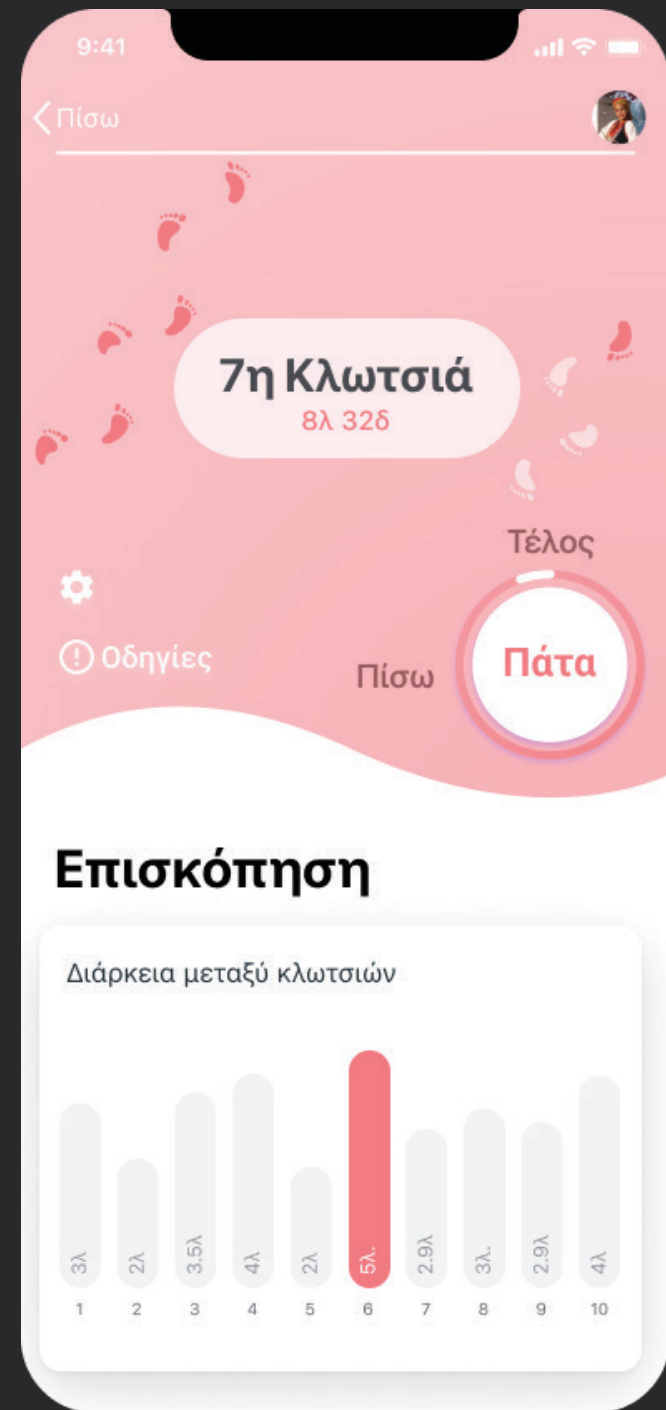 9:41
Πίσω
7η Κλωτσιά
8λ 32δ
Τέλος
Οδηγίες
Πίσω
Πάτα
Επισκόπηση
Διάρκεια μεταξύ κλωτσιών
3λ 2λ 3.5λ 4λ 2λ 5λ. 2.9λ 3λ. 2.9λ 4λ
1 2 3 4 5 6 7 8 9 10